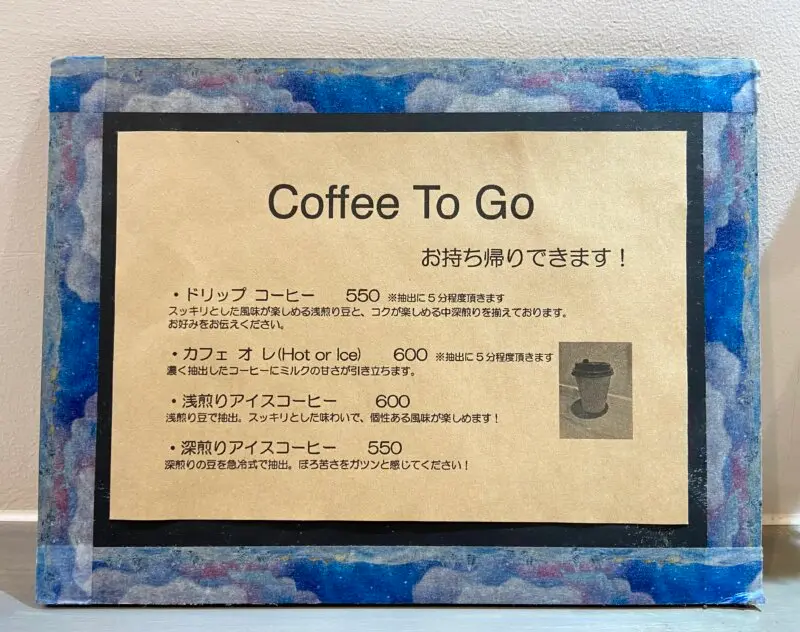 Coffee To Go
お持ち帰りできます！
・ドリップ コーヒー 550 ※抽出に５分程度頂きます
スッキリとした風味が楽しめる浅煎り豆と、コクが楽しめる中深煎りを揃えております。
お好みをお伝えください。
・カフェ オ レ(Hot or Ice) 600 ※抽出に５分程度頂きます
濃く抽出したコーヒーにミルクの甘さが引き立ちます。
・浅煎りアイスコーヒー 600
浅煎り豆で抽出。スッキリとした味わいで、個性ある風味が楽しめます！
・深煎りアイスコーヒー 550
深煎りの豆を急冷式で抽出。ほろ苦さをガツンと感じてください！